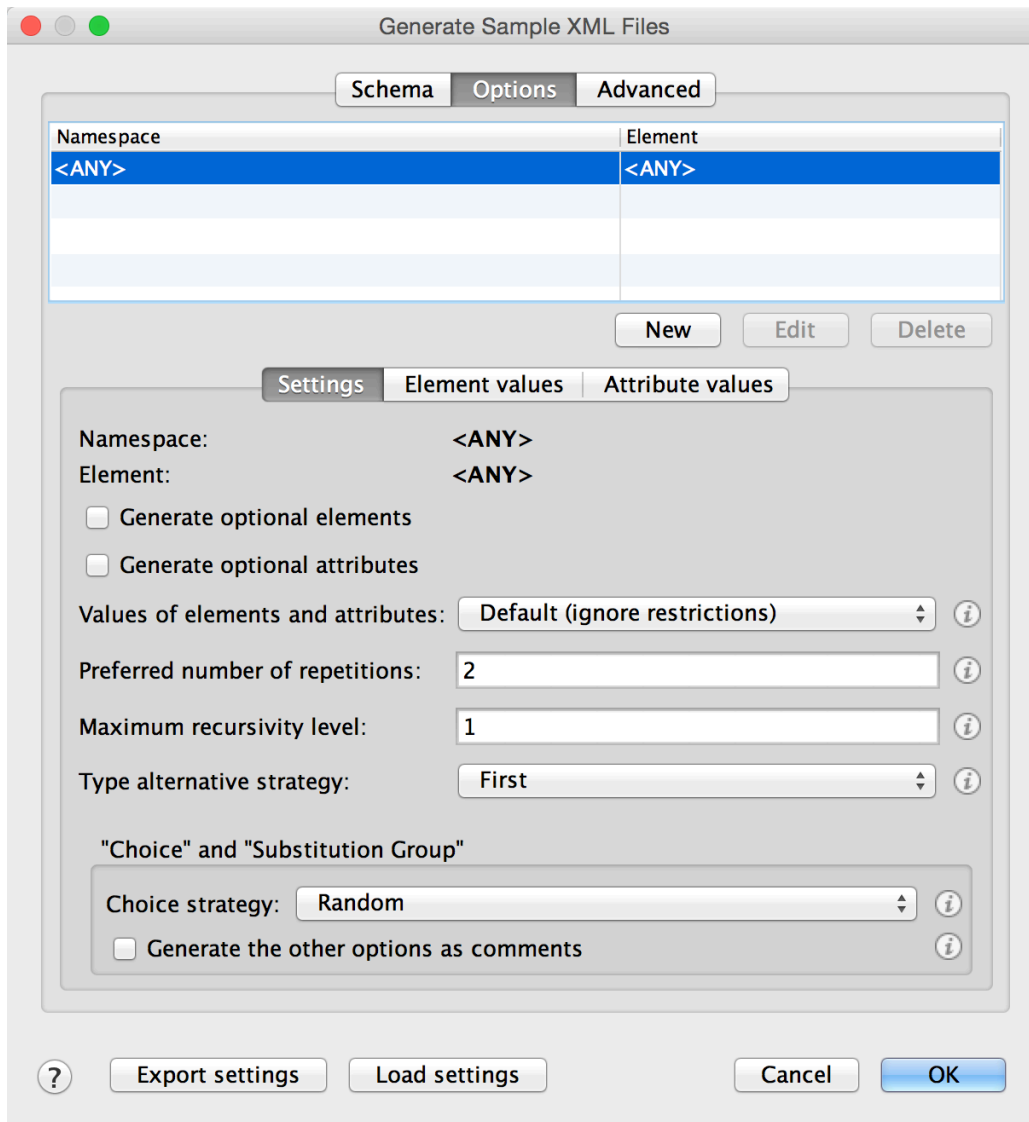 Generate Sample XML Files
Schema Options Advanced
Namespace Element
<ANY> <ANY>
New Edit Delete
Settings Element values Attribute values
Namespace: <ANY>
Element: <ANY>
Generate optional elements
Generate optional attributes
Values of elements and attributes: Default (ignore restrictions)
Preferred number of repetitions: 2
Maximum recursivity level: 1
Type alternative strategy: First
"Choice" and "Substitution Group"
Choice strategy: Random
Generate the other options as comments
? Export settings Load settings Cancel OK